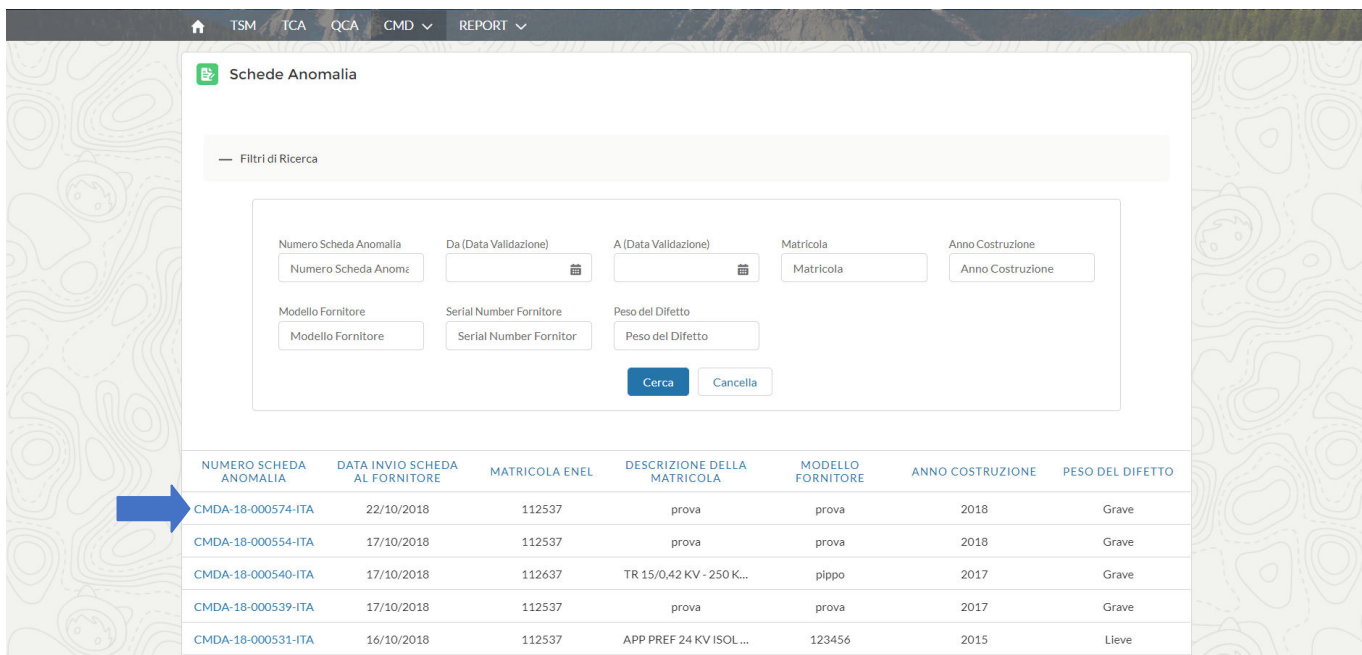 TSM TCA QCA CMD REPORT
Schede Anomalia
— Filtri di Ricerca
Numero Scheda Anomalia Da (Data Validazione) A (Data Validazione) Matricola Anno Costruzione
Numero Scheda Anoma Matricola Anno Costruzione
Modello Fornitore Serial Number Fornitore Peso del Difetto
Modello Fornitore Serial Number Fornitor Peso del Difetto
Cerca Cancella
NUMERO SCHEDA DATA INVIO SCHEDA MATRICOLA ENEL DESCRIZIONE DELLA MODELLO ANNO COSTRUZIONE PESO DEL DIFETTO
ANOMALIA AL FORNITORE MATRICOLA FORNITORE
CMDA-18-000574-ITA 22/10/2018 112537 prova prova 2018 Grave
CMDA-18-000554-ITA 17/10/2018 112537 prova prova 2018 Grave
CMDA-18-000540-ITA 17/10/2018 112637 TR 15/0,42 KV - 250 K... pippo 2017 Grave
CMDA-18-000539-ITA 17/10/2018 112537 prova prova 2017 Grave
CMDA-18-000531-ITA 16/10/2018 112537 APP PREF 24 KV ISOL ... 123456 2015 Lieve